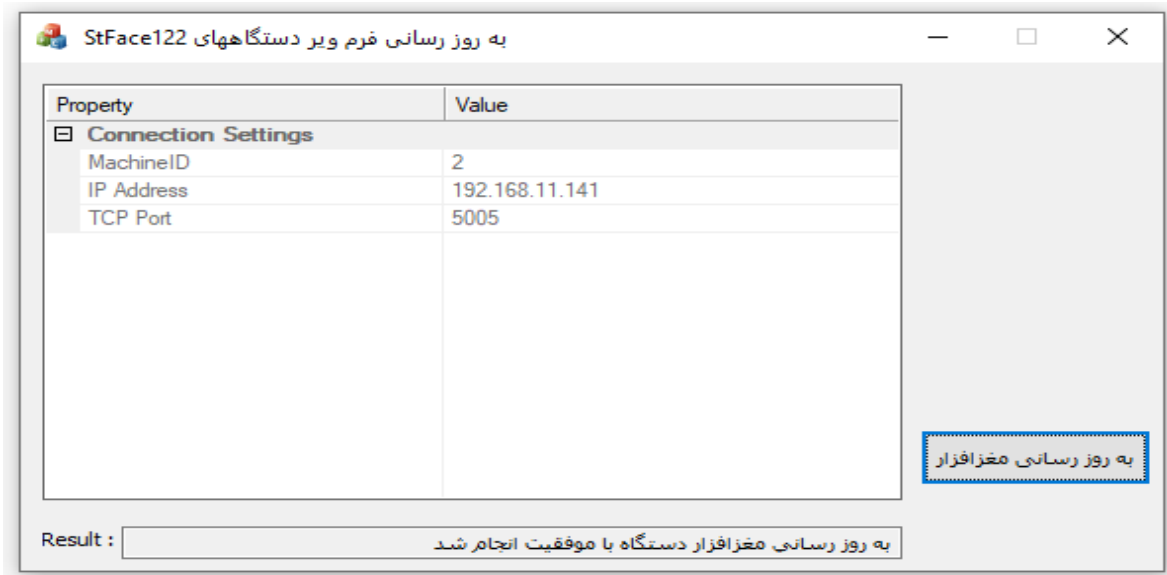 به روز رسانی فرم ویر دستگاههای StFace122
Property Value
Connection Settings
MachineID 2
IP Address 192.168.11.141
TCP Port 5005
به روز رسانی مغزافزار
Result : به روز رسانی مغزافزار دستگاه با موفقیت انجام شد